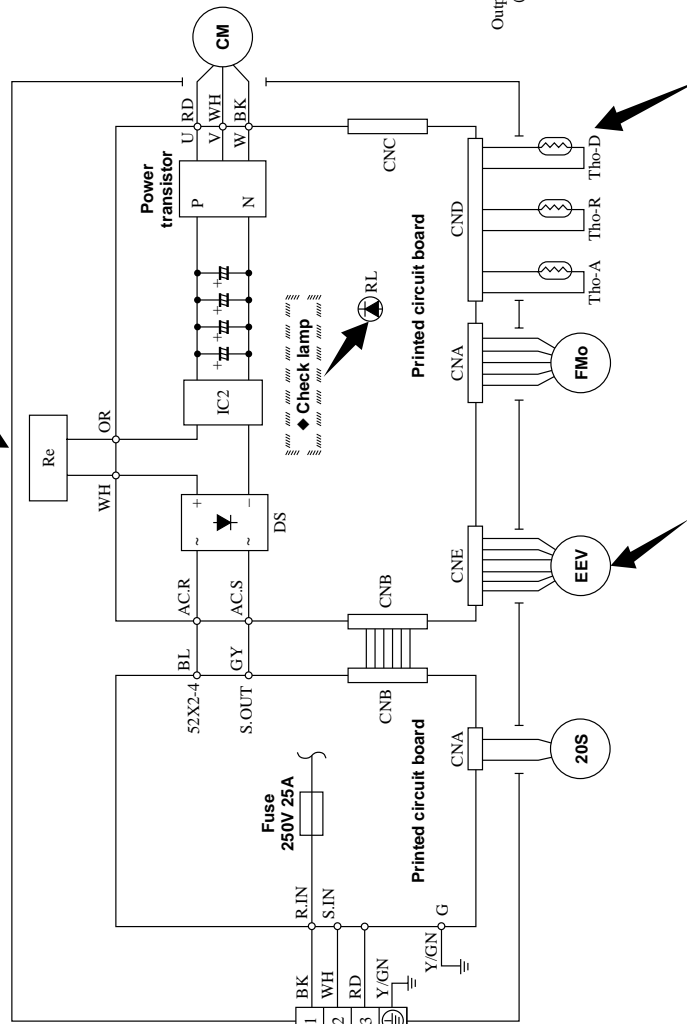 Outp
(
CM
U
RD
V
WH
W
BK
Power
transistor
P
N
+
+
+
+
IC2
◆ Check lamp
RL
CNC
CND
Printed circuit board
Tho-D
Tho-R
Tho-A
CNA
FMo
Re
WH
OR
~
+
~
−
DS
AC.R
AC.S
CNB
CNE
EEV
BL
GY
52X2-4
S.OUT
CNB
Printed circuit board
CNA
20S
Fuse
250V 25A
R.IN
S.IN
G
Y/GN
BK
WH
RD
Y/GN
1
2
3